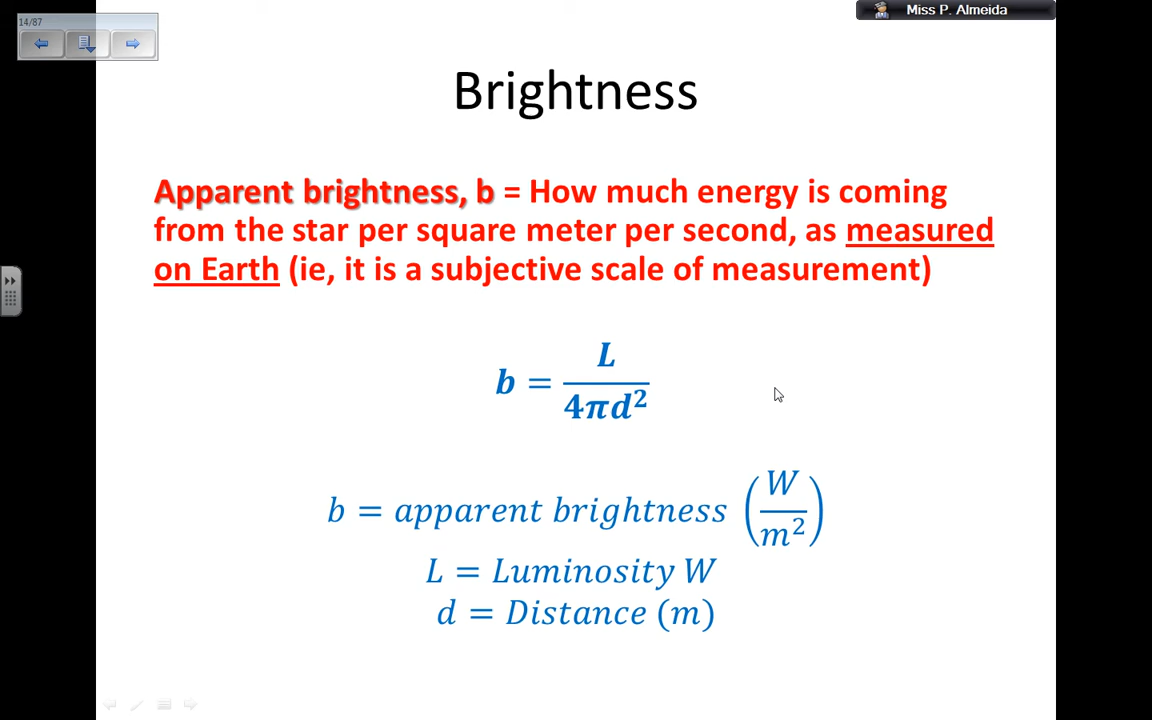 14/87
Miss P. Almeida
Brightness
Apparent brightness, b = How much energy is coming
from the star per square meter per second, as measured
on Earth (ie, it is a subjective scale of measurement)
b = L / 4πd²
b = apparent brightness (W/m²)
L = Luminosity W
d = Distance (m)